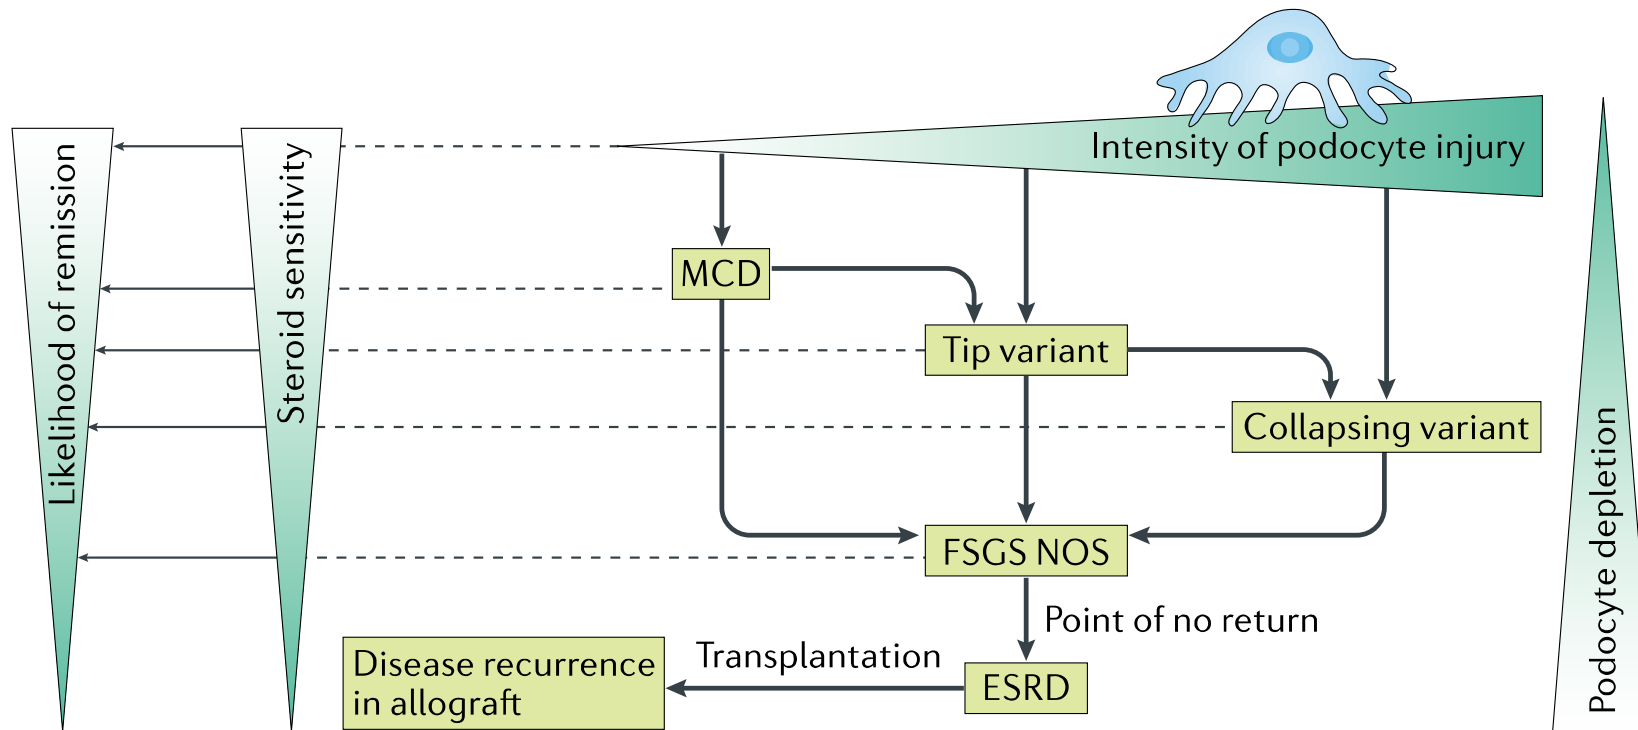 Intensity of podocyte injury
Likelihood of remission
Steroid sensitivity
MCD
Tip variant
Collapsing variant
Podocyte depletion
FSGS NOS
Point of no return
Transplantation
ESRD
Disease recurrence
in allograft